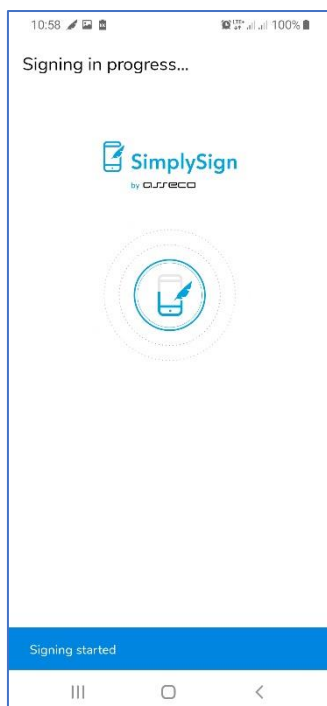 10:58 100%
Signing in progress...
SimplySign
by asseco
Signing started